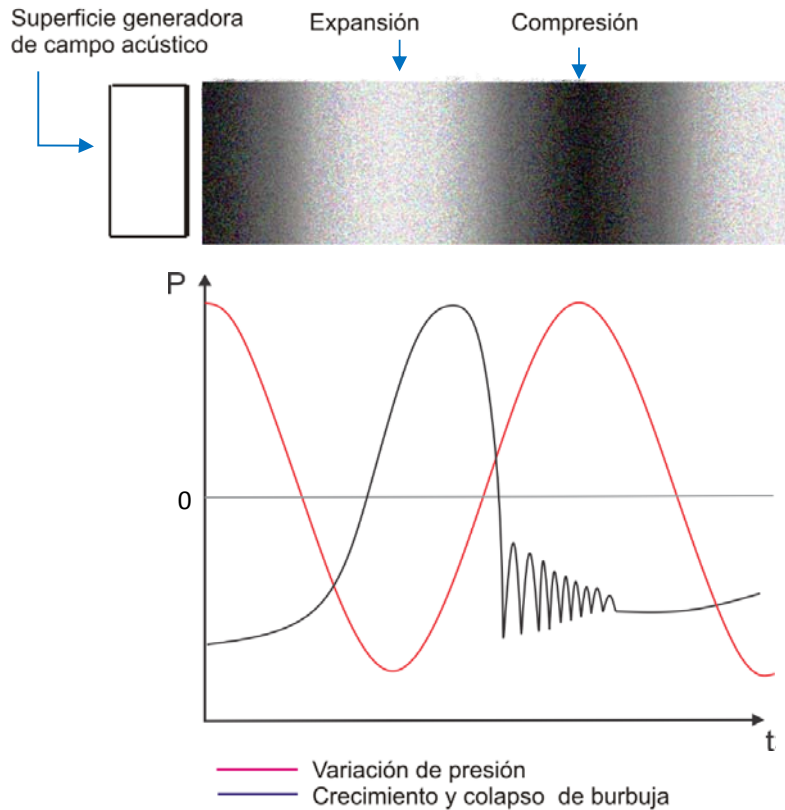 Superficie generadora
de campo acústico
Expansión
Compresión
P
0
t
Variación de presión
Crecimiento y colapso de burbuja